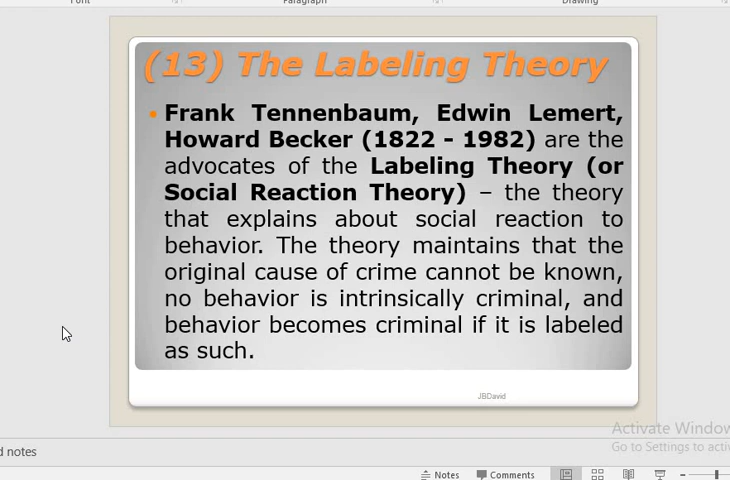 Font Paragraph Drawing
(13) The Labeling Theory
• Frank Tennenbaum, Edwin Lemert,
Howard Becker (1822 - 1982) are the
advocates of the Labeling Theory (or
Social Reaction Theory) – the theory
that explains about social reaction to
behavior. The theory maintains that the
original cause of crime cannot be known,
no behavior is intrinsically criminal, and
behavior becomes criminal if it is labeled
as such.
JBDavid
Activate Window
Go to Settings to activ
d notes
Notes Comments